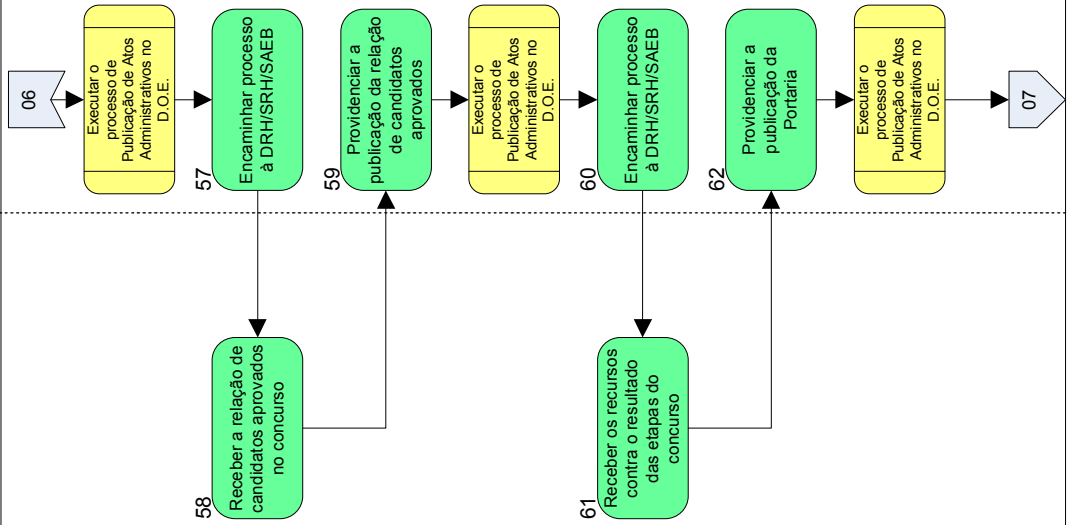 06
Executar o
processo de
Publicação de Atos
Administrativos no
D.O.E.
57
Encaminhar processo
à DRH/SRH/SAEB
58
Receber a relação de
candidatos aprovados
no concurso
59
Providenciar a
publicação da relação
de candidatos
aprovados
Executar o
processo de
Publicação de Atos
Administrativos no
D.O.E.
60
Encaminhar processo
à DRH/SRH/SAEB
61
Receber os recursos
contra o resultado
das etapas do
concurso
62
Providenciar a
publicação da
Portaria
Executar o
processo de
Publicação de Atos
Administrativos no
D.O.E.
07